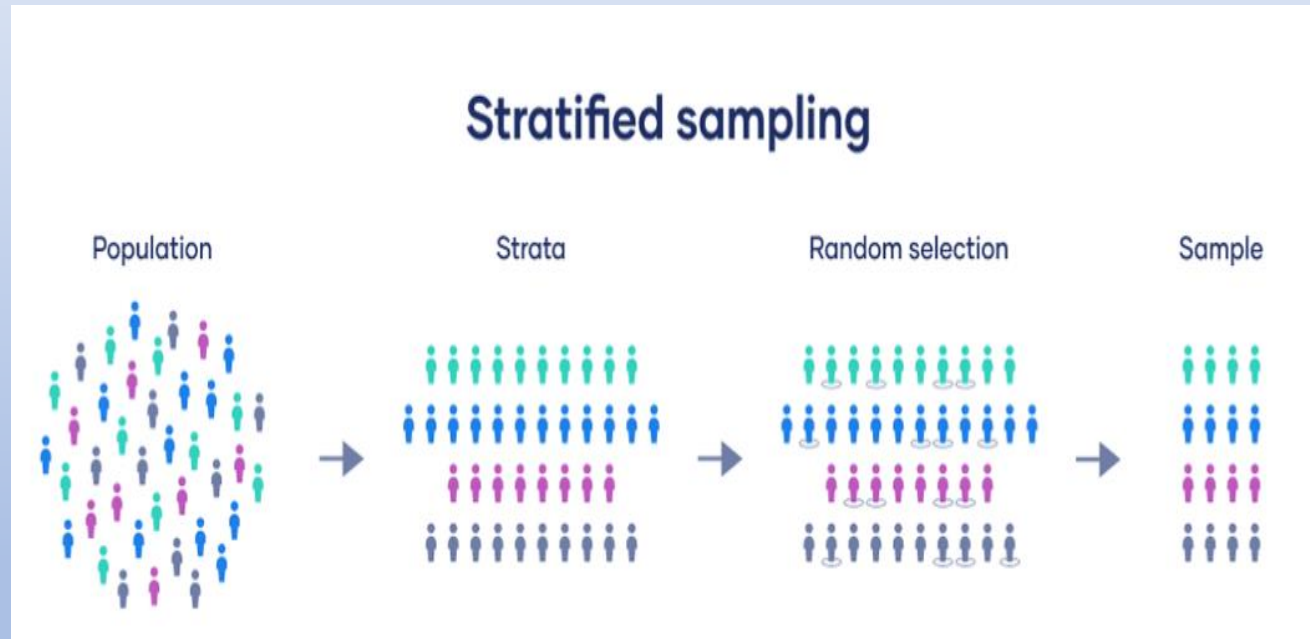 Stratified sampling
Population
Strata
Random selection
Sample